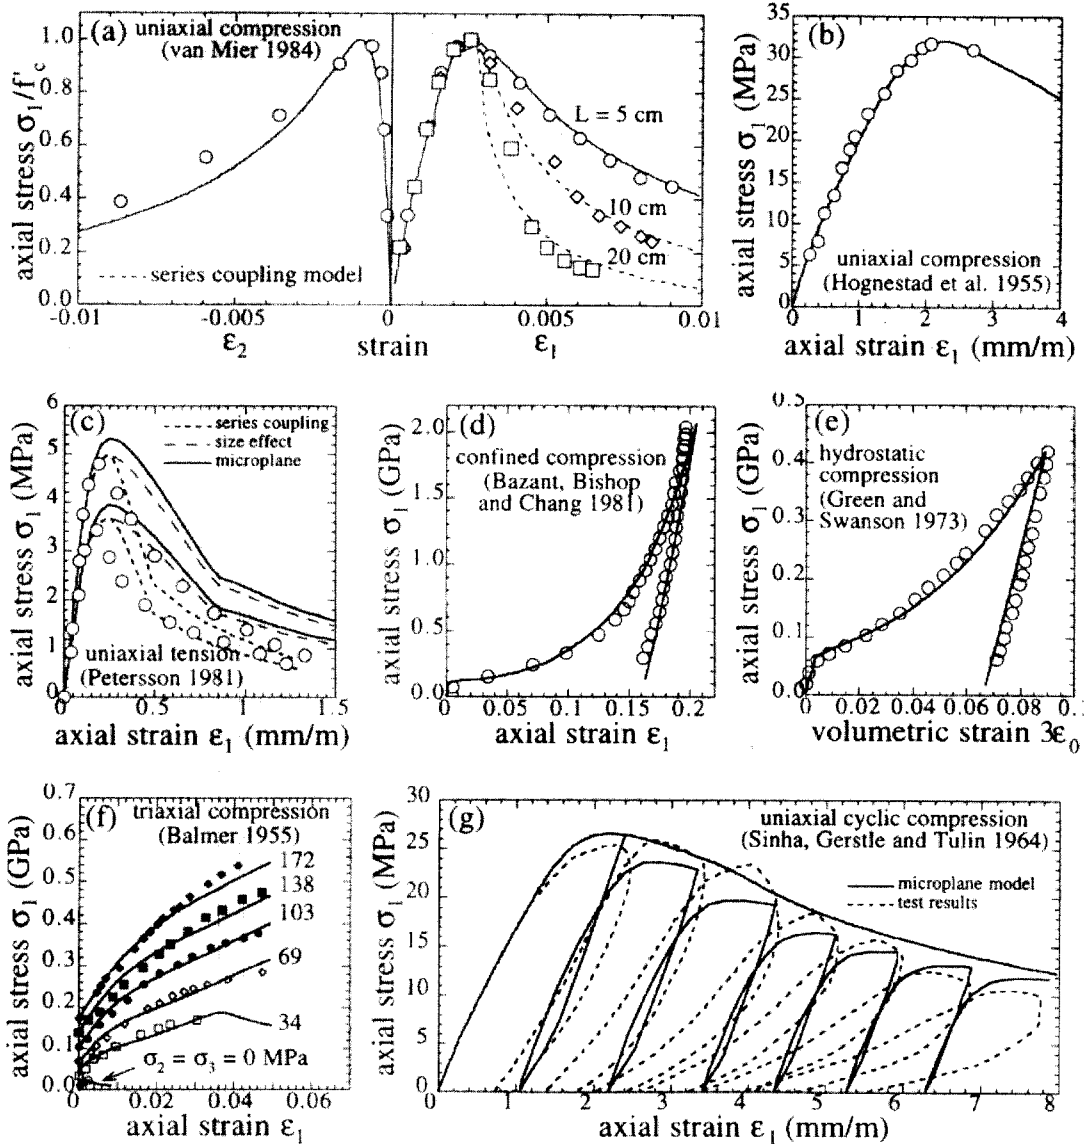 (a) uniaxial compression
(van Mier 1984)
axial stress σ1/f'c
1.0
0.8
0.6
0.4
0.2
0.0
L = 5 cm
10 cm
20 cm
series coupling model
-0.01 -0.005 0 0.005 0.01
ε2 strain ε1
(b)
axial stress σ1 (MPa)
35
30
25
20
15
10
5
0
uniaxial compression
(Hognestad et al. 1955)
0 1 2 3 4
axial strain ε1 (mm/m)
(c)
series coupling
size effect
microplane
axial stress σ1 (MPa)
6
5
4
3
2
1
0
uniaxial tension
(Petersson 1981)
0 0.5 1 1.5
axial strain ε1 (mm/m)
(d)
confined compression
(Bazant, Bishop
and Chang 1981)
axial stress σ1 (GPa)
2.0
1.5
1.0
0.5
0.0
0 0.05 0.1 0.15 0.2
axial strain ε1
(e)
hydrostatic
compression
(Green and
Swanson 1973)
axial stress σ1 (GPa)
0.5
0.4
0.3
0.2
0.1
0.0
0 0.02 0.04 0.06 0.08 0.1
volumetric strain 3ε0
(f) triaxial compression
(Balmer 1955)
axial stress σ1 (GPa)
0.7
0.6
0.5
0.4
0.3
0.2
0.1
0.0
172
138
103
69
34
σ2 = σ3 = 0 MPa
0 0.02 0.04 0.06
axial strain ε1
(g) uniaxial cyclic compression
(Sinha, Gerstle and Tulin 1964)
microplane model
test results
axial stress σ1 (MPa)
30
25
20
15
10
5
0
0 1 2 3 4 5 6 7 8
axial strain ε1 (mm/m)